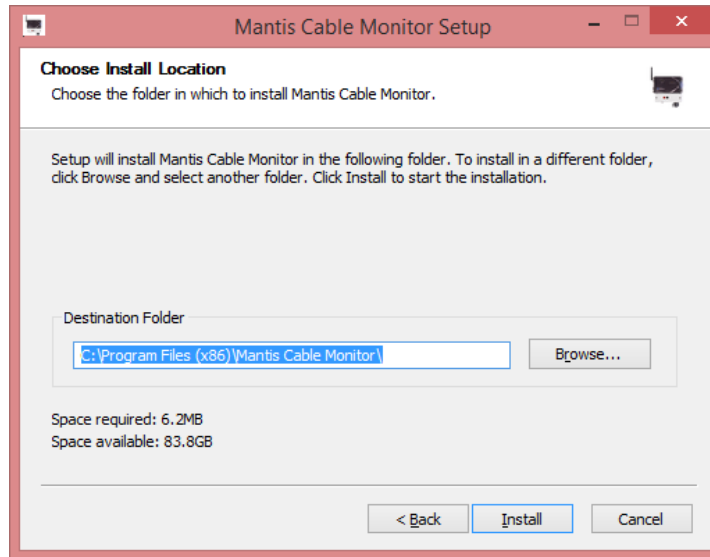 Mantis Cable Monitor Setup
Choose Install Location
Choose the folder in which to install Mantis Cable Monitor.
Setup will install Mantis Cable Monitor in the following folder. To install in a different folder,
click Browse and select another folder. Click Install to start the installation.
Destination Folder
C:\Program Files (x86)\Mantis Cable Monitor\
Browse...
Space required: 6.2MB
Space available: 83.8GB
< Back
Install
Cancel